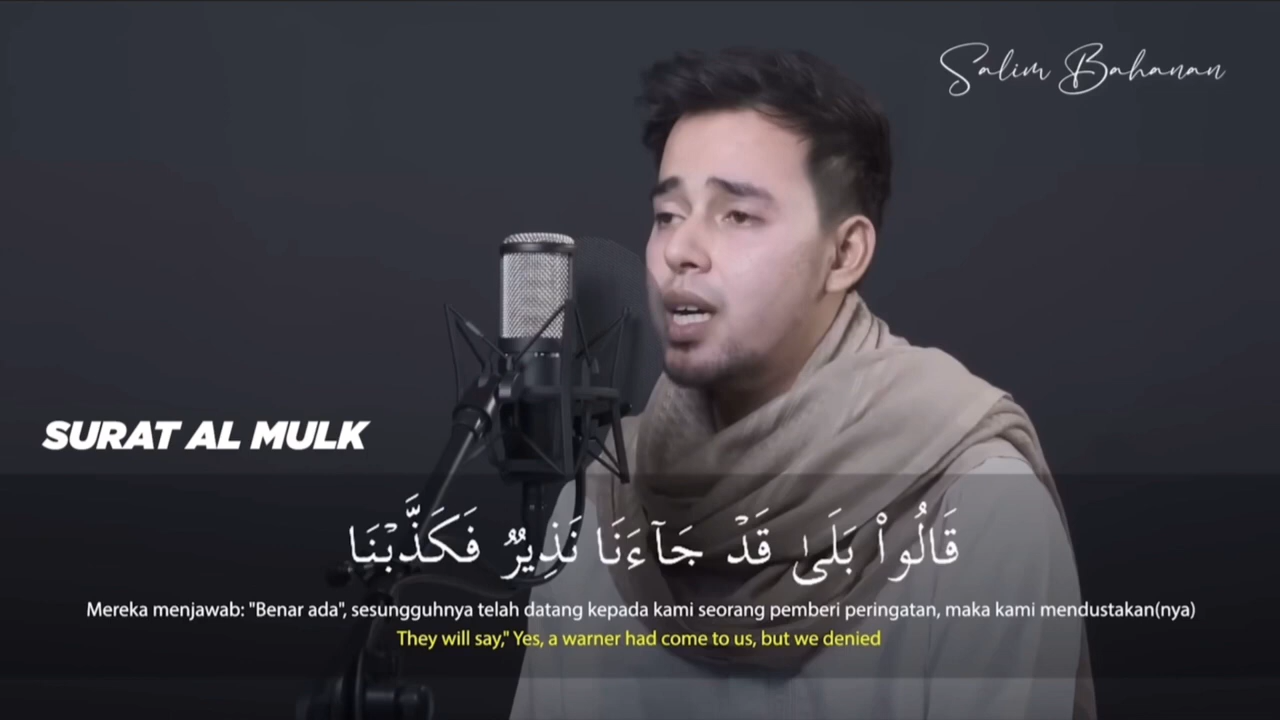 Salim Bahanan
SURAT AL MULK
قَالُوا۟ بَلَىٰ قَدْ جَآءَنَا نَذِيرٌ فَكَذَّبْنَا
Mereka menjawab: "Benar ada", sesungguhnya telah datang kepada kami seorang pemberi peringatan, maka kami mendustakan(nya)
They will say," Yes, a warner had come to us, but we denied